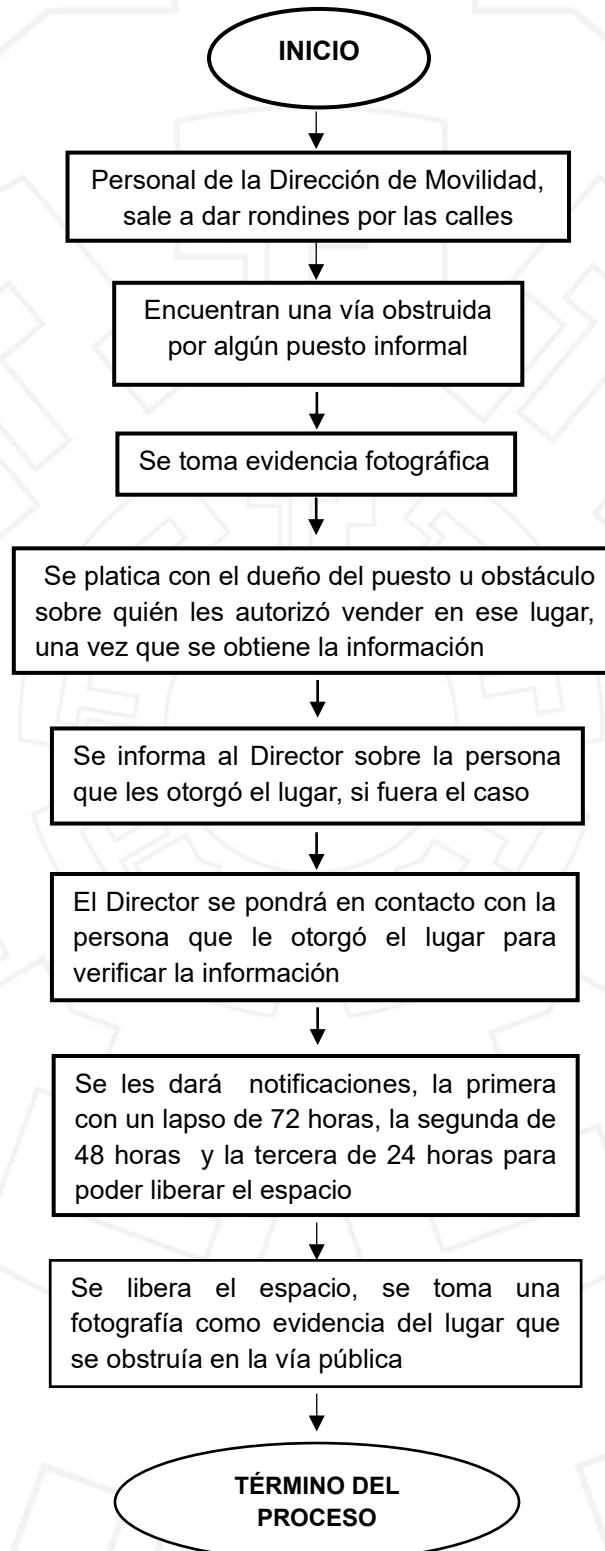 INICIO
Personal de la Dirección de Movilidad,
sale a dar rondines por las calles
Encuentran una vía obstruida
por algún puesto informal
Se toma evidencia fotográfica
Se platica con el dueño del puesto u obstáculo
sobre quién les autorizó vender en ese lugar,
una vez que se obtiene la información
Se informa al Director sobre la persona
que les otorgó el lugar, si fuera el caso
El Director se pondrá en contacto con la
persona que le otorgó el lugar para
verificar la información
Se les dará notificaciones, la primera
con un lapso de 72 horas, la segunda de
48 horas y la tercera de 24 horas para
poder liberar el espacio
Se libera el espacio, se toma una
fotografía como evidencia del lugar que
se obstruía en la vía pública
TÉRMINO DEL
PROCESO